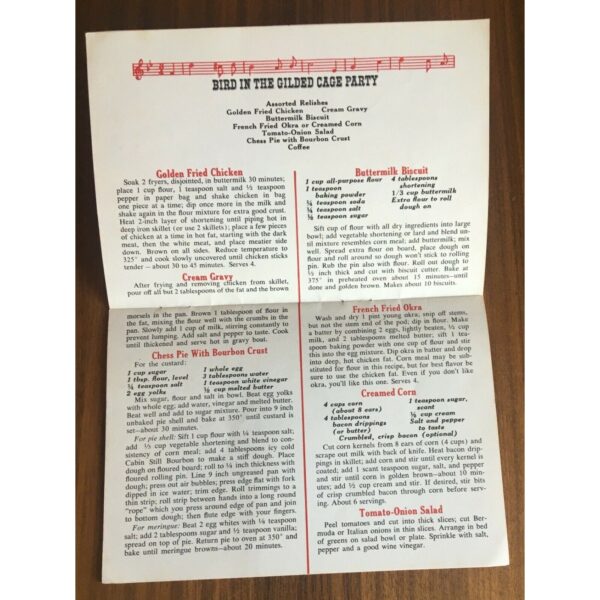 BIRD IN THE GILDED CAGE PARTY
Assorted Relishes
Golden Fried Chicken Cream Gravy
Buttermilk Biscuit
French Fried Okra or Creamed Corn
Tomato-Onion Salad
Chess Pie with Bourbon Crust
Coffee
Golden Fried Chicken
Soak 2 fryers, disjointed, in buttermilk 30 minutes;
place 1 cup flour, 1 teaspoon salt and ½ teaspoon
pepper in paper bag and shake chicken in bag
one piece at a time; dip once more in the milk and
shake again in the flour mixture for extra good crust.
Heat 2-inch layer of shortening until piping hot in
deep iron skillet (or use 2 skillets); place a few pieces
of chicken at a time in hot fat, starting with the dark
meat, then the white meat, and place meatier side
down. Brown on all sides. Reduce temperature to
325° and cook slowly uncovered until chicken sticks
tender – about 30 to 45 minutes. Serves 4.
Cream Gravy
After frying and removing chicken from skillet,
pour off all but 2 tablespoons of the fat and the brown
morsels in the pan. Brown 1 tablespoon of flour in
the fat, mixing the flour well with the crumbs in the
pan. Slowly add 1 cup of milk, stirring constantly to
prevent lumping. Add salt and pepper to taste. Cook
until thickened and serve hot in gravy boat.
Chess Pie With Bourbon Crust
For the custard:
1 cup sugar
1 tbsp. flour, level
¼ teaspoon salt
2 egg yolks
1 whole egg
3 tablespoons water
1 teaspoon white vinegar
½ cup melted butter
Mix sugar, flour and salt in bowl. Beat egg yolks
with whole egg, add water, vinegar and melted butter.
Beat well and add to sugar mixture. Pour into 9 inch
unbaked pie shell and bake at 350° until custard is
set—about 30 minutes.
For pie shell: Sift 1 cup flour with ¼ teaspoon salt;
add ⅓ cup vegetable shortening and blend to con-
sistency of corn meal; add 4 tablespoons icy cold
Cabin Still Bourbon to make a stiff dough. Place
dough on floured board; roll to ⅛ inch thickness with
floured rolling pin. Line 9 inch ungreased pan with
dough; press out air bubbles; press edge flat with fork
dipped in ice water; trim edge. Roll trimmings to a
thin strip; roll strip between hands into a long round
"rope" which you press around edge of pan and join
to bottom dough; then flute edge with your fingers.
For meringue: Beat 2 egg whites with ⅛ teaspoon
salt; add 2 tablespoons sugar and ½ teaspoon vanilla;
spread on top of pie. Return pie to oven at 350° and
bake until meringue browns—about 20 minutes.
Buttermilk Biscuit
1 cup all-purpose flour
1 teaspoon
baking powder
¼ teaspoon soda
teaspoon salt
teaspoon sugar
4 tablespoons
shortening
1/3 cup buttermilk
Extra flour to roll
dough on
Sift cup of flour with all dry ingredients into large
bowl; add vegetable shortening or lard and blend un-
til mixture resembles corn meal; add buttermilk; mix
well. Spread extra flour on board, place dough on
flour and roll around so dough won't stick to rolling
pin. Rub the pin also with flour. Roll out dough to
½ inch thick and cut with biscuit cutter. Bake at
375° in preheated oven about 15 minutes—until
done and golden brown. Makes about 10 biscuits.
French Fried Okra
Wash and dry 1 pint young okra; snip off stems,
but not the stem end of the pod; dip in flour. Make
a batter by combining 2 eggs, lightly beaten, ½ cup
milk, and 2 tablespoons melted butter; sift 1 tea-
spoon baking powder with one cup of flour and stir
this into the egg mixture. Dip okra in batter and drop
into deep, hot chicken fat. Corn meal may be sub-
stituted for flour in this recipe, but for best flavor be
sure to use the chicken fat. Even if you don't like
okra, you'll like this one. Serves 4.
Creamed Corn
4 cups corn
(about 8 ears)
4 tablespoons
bacon drippings
(or butter)
1 teaspoon sugar,
scant
½ cup cream
Salt and pepper
to taste
Crumbled, crisp bacon (optional)
Cut corn kernels from 8 ears of corn (4 cups) and
scrape out milk with back of knife. Heat bacon drip-
pings in skillet; add corn and stir until every kernel is
coated; add 1 scant teaspoon sugar, salt, and pepper
and stir until corn is golden brown—about 10 min-
utes; add ½ cup cream and stir. If desired, stir bits
of crisp crumbled bacon through corn before serv-
ing. About 6 servings.
Tomato-Onion Salad
Peel tomatoes and cut into thick slices; cut Ber-
muda or Italian onions in thin slices. Arrange in bed
of greens on salad bowl or plate. Sprinkle with salt,
pepper and a good wine vinegar.